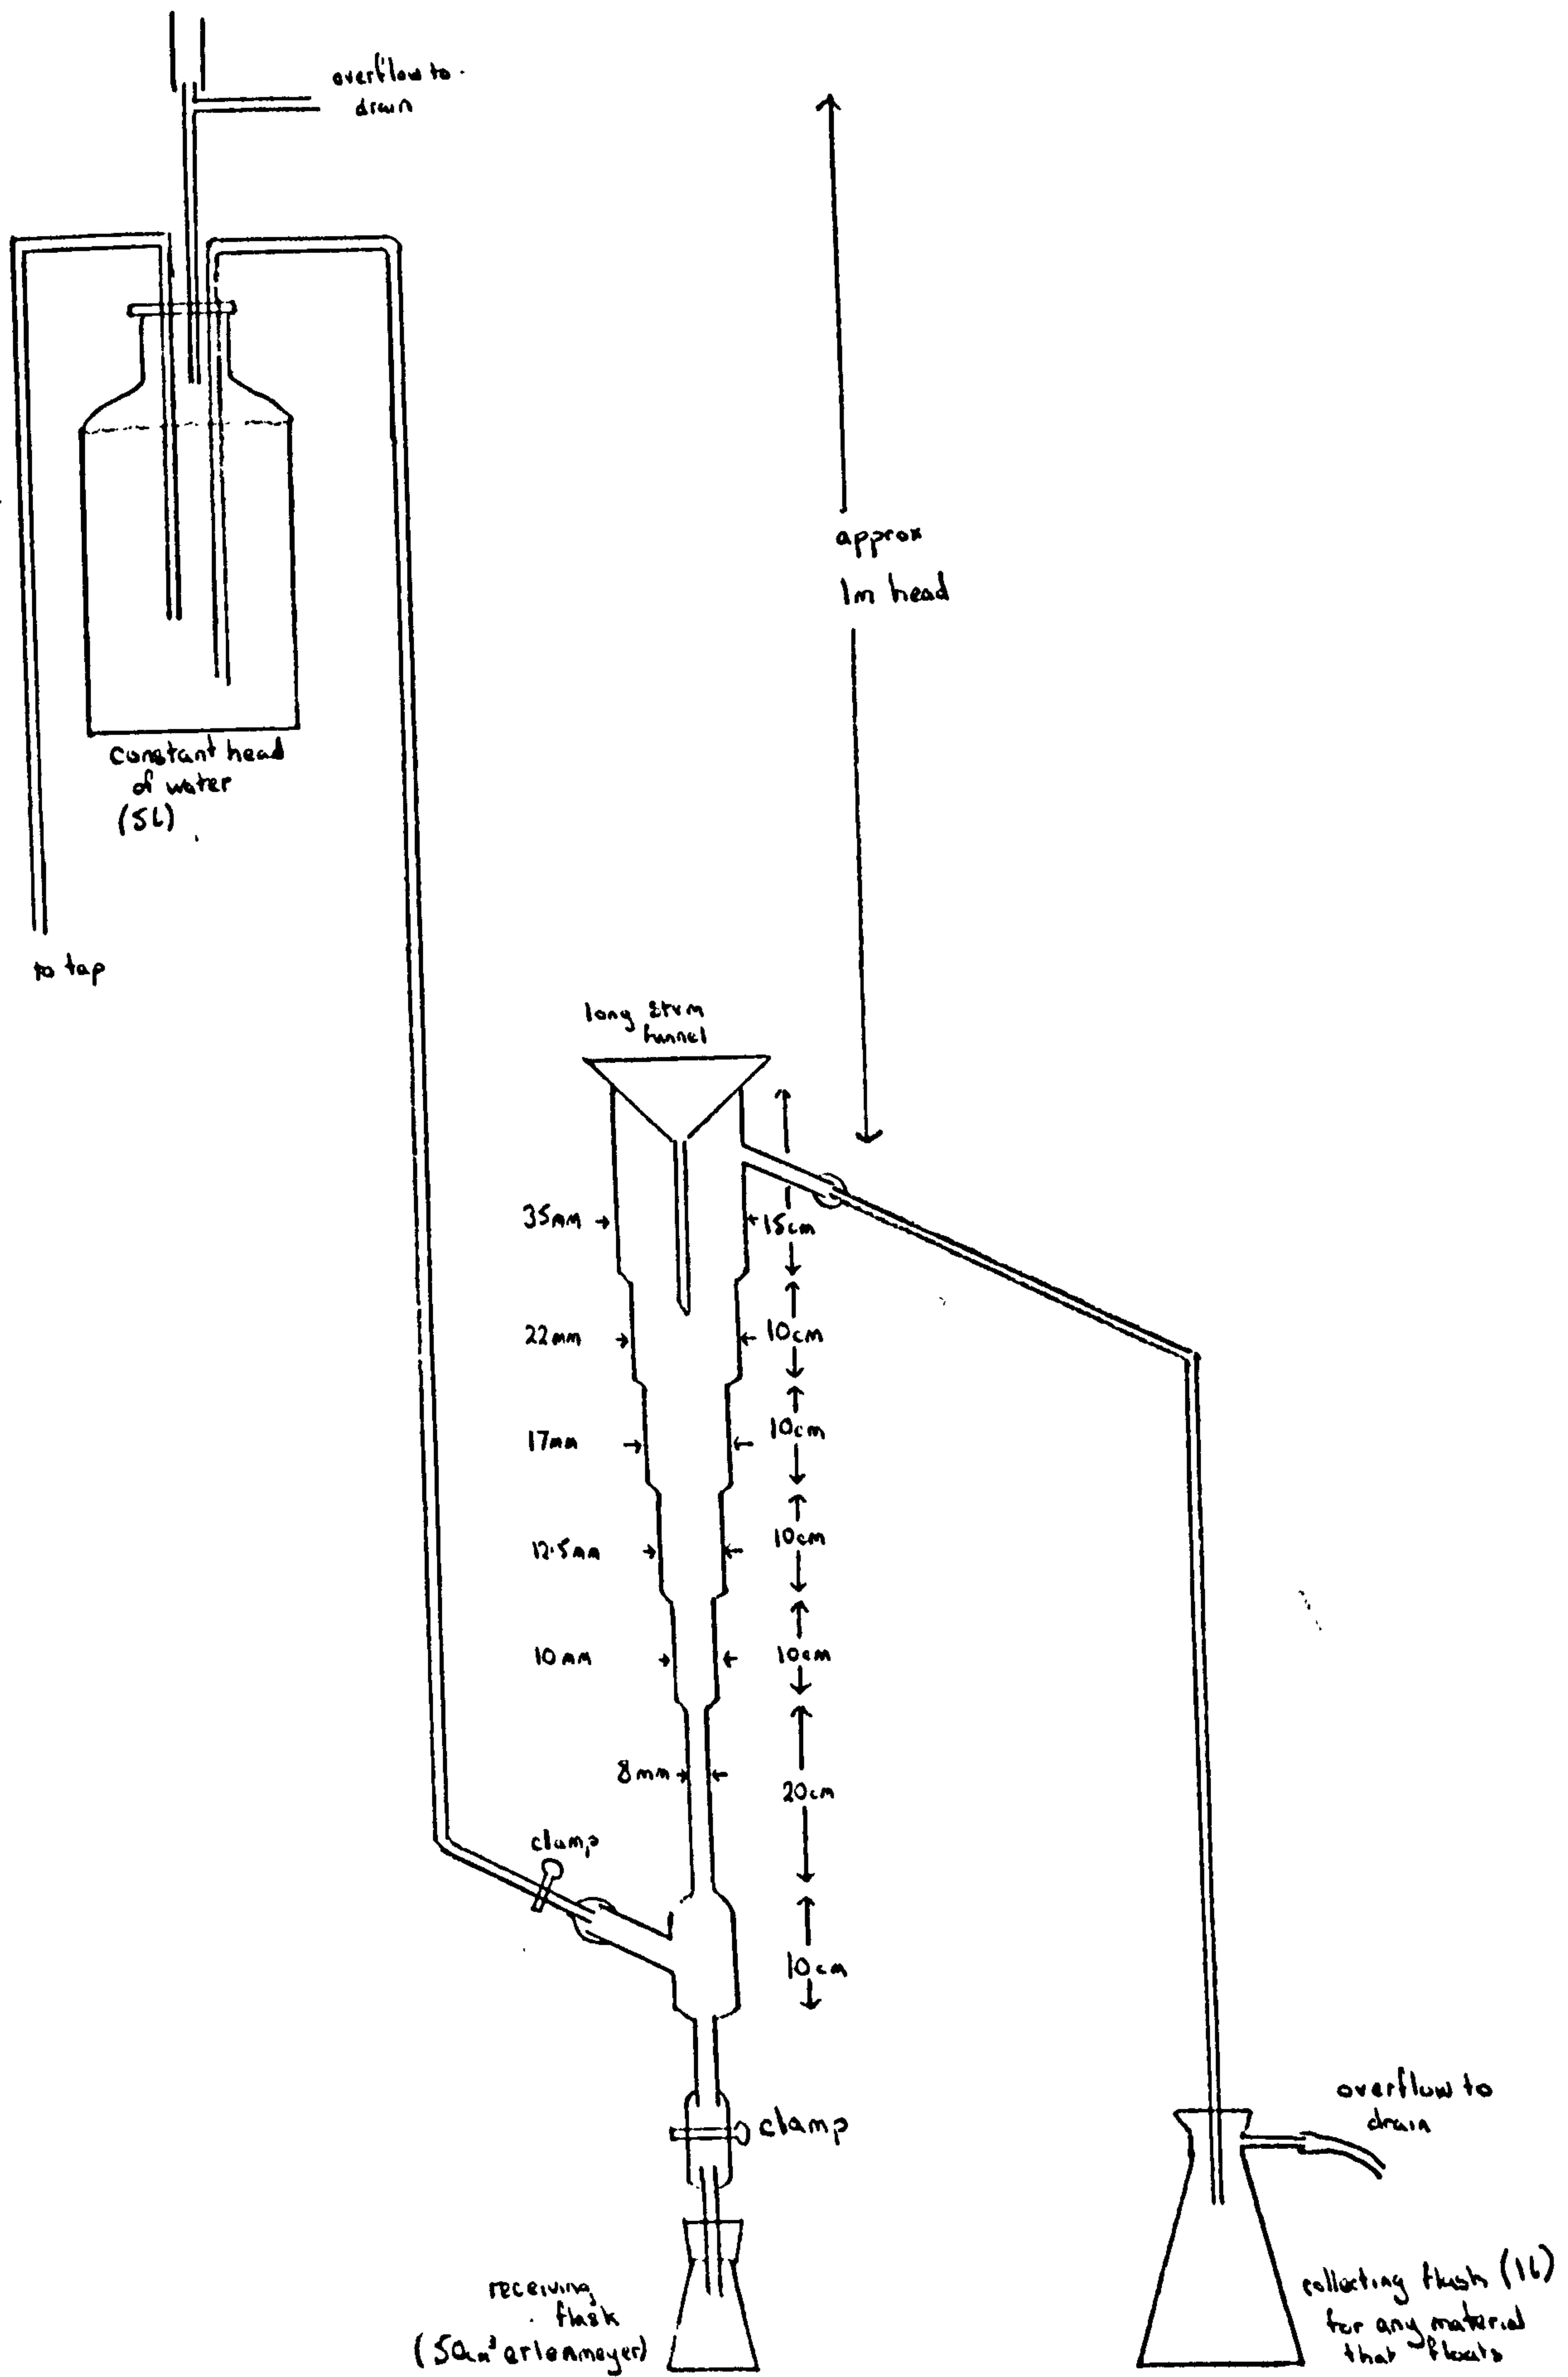 overflow to
drain
approx
1m head
constant head
of water
(5L)
to tap
long stem
funnel
35mm
15cm
22mm
10cm
17mm
10cm
12.5mm
10cm
10mm
10cm
8mm
20cm
clamp
10cm
clamp
overflow to
drain
receiving
flask
erlenmeyer)
collecting flask (1L)
for any material
that floats